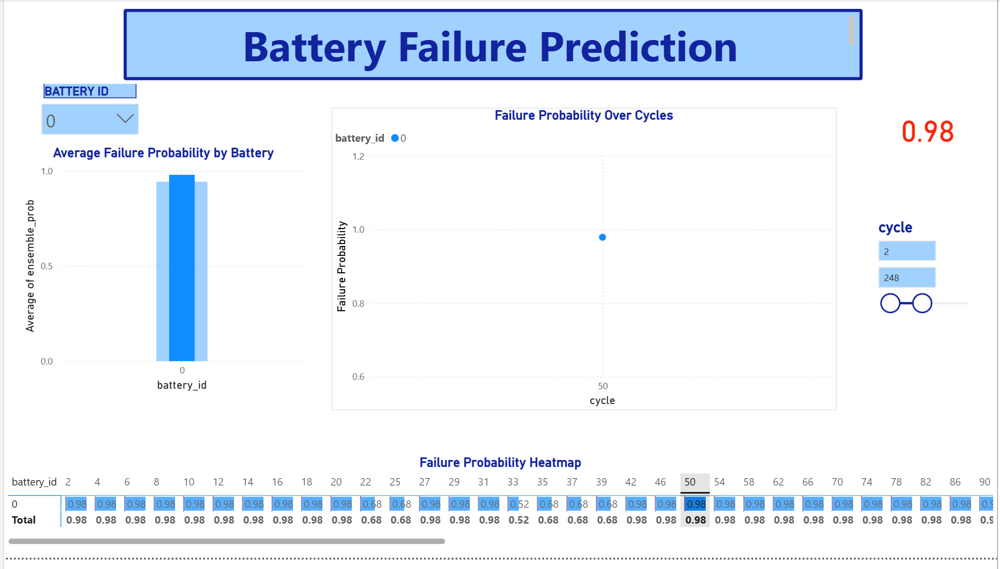 Battery Failure Prediction
BATTERY ID
0
Average Failure Probability by Battery
1.0
0.5
0.0
Average of ensemble_prob
0
battery_id
Failure Probability Over Cycles
battery_id 0
1.2
1.0
0.8
0.6
Failure Probability
50
cycle
0.98
cycle
2
248
Failure Probability Heatmap
battery_id 2 4 6 8 10 12 14 16 18 20 22 25 27 29 31 33 35 37 39 42 46 50 54 58 62 66 70 74 78 82 86 90
0 0.98 0.98 0.98 0.98 0.98 0.98 0.98 0.98 0.98 0.98 0.68 0.68 0.98 0.98 0.98 0.52 0.68 0.68 0.68 0.98 0.98 0.98 0.98 0.98 0.98 0.98 0.98 0.98 0.98 0.98 0.98
Total 0.98 0.98 0.98 0.98 0.98 0.98 0.98 0.98 0.98 0.98 0.68 0.68 0.98 0.98 0.98 0.52 0.68 0.68 0.68 0.98 0.98 0.98 0.98 0.98 0.98 0.98 0.98 0.98 0.98 0.98 0.98